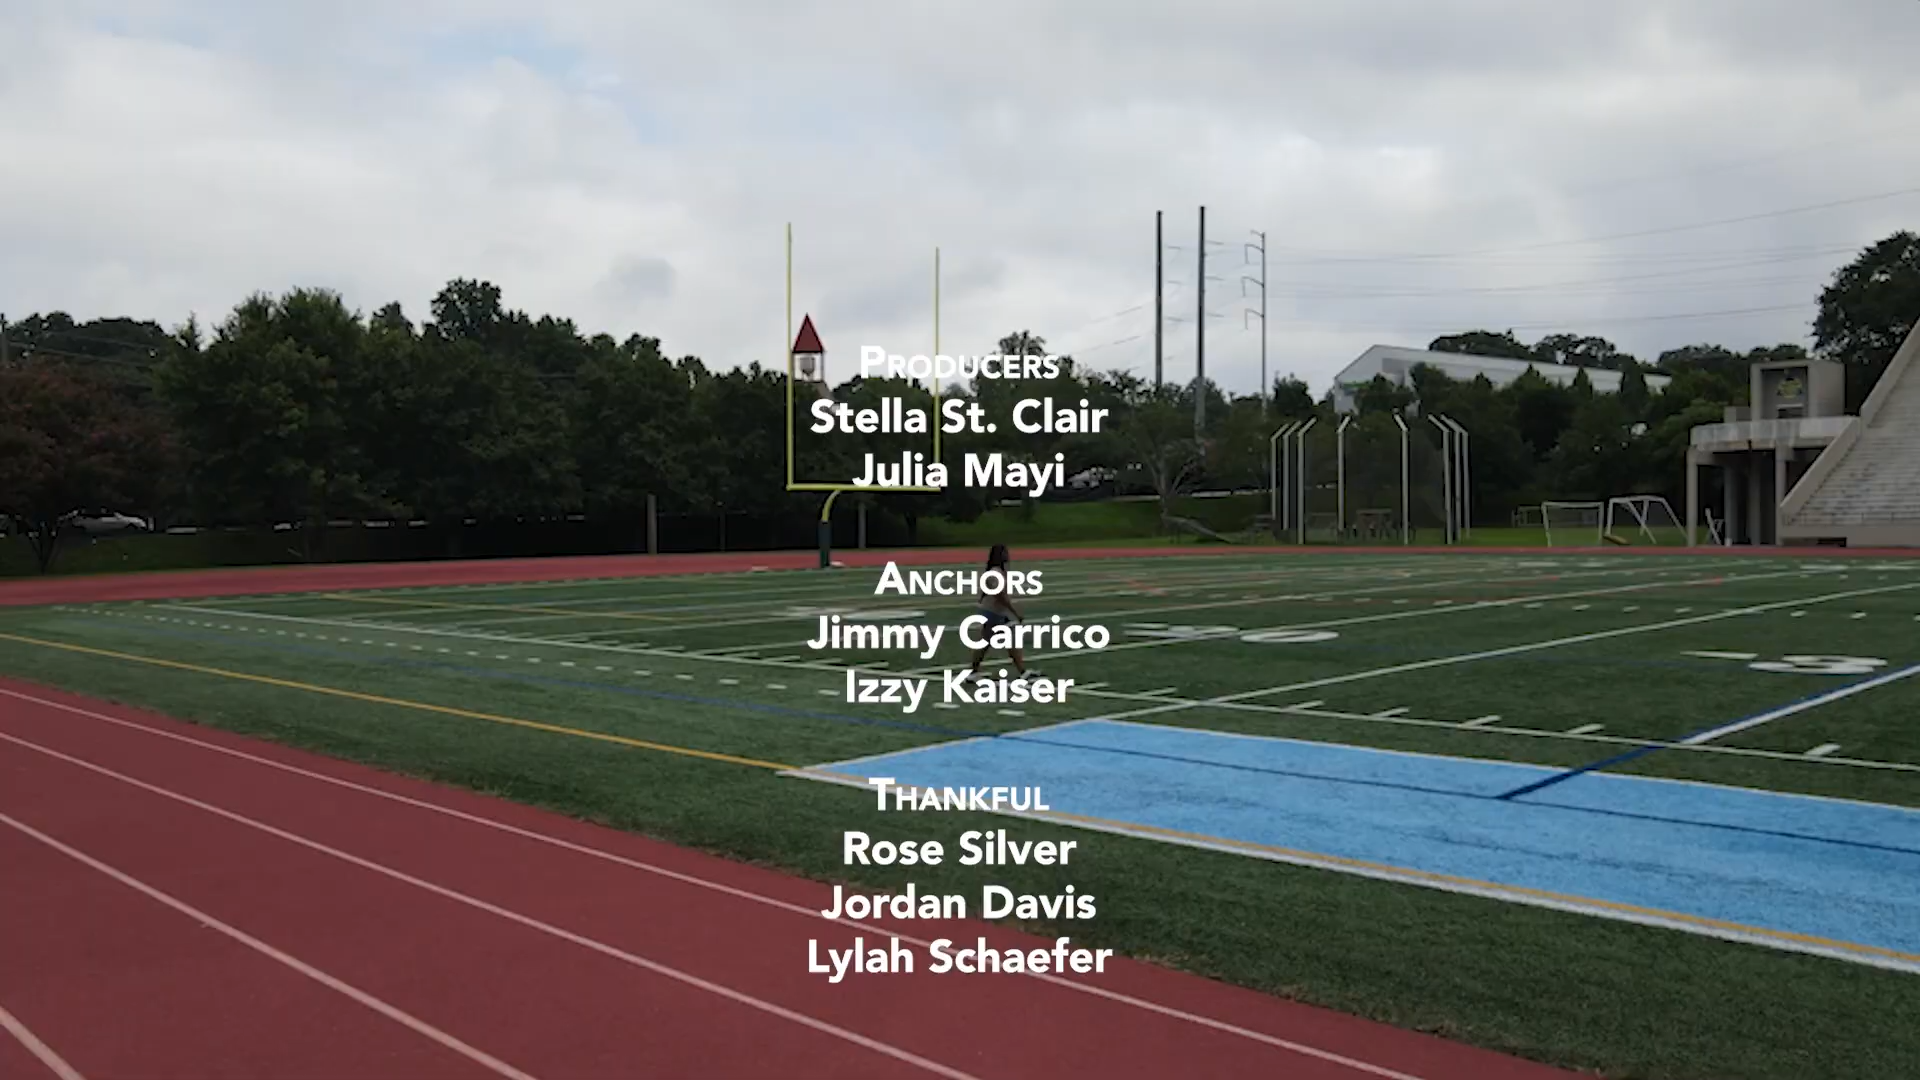 Producers
Stella St. Clair
Julia Mayi
Anchors
Jimmy Carrico
Izzy Kaiser
Thankful
Rose Silver
Jordan Davis
Lylah Schaefer